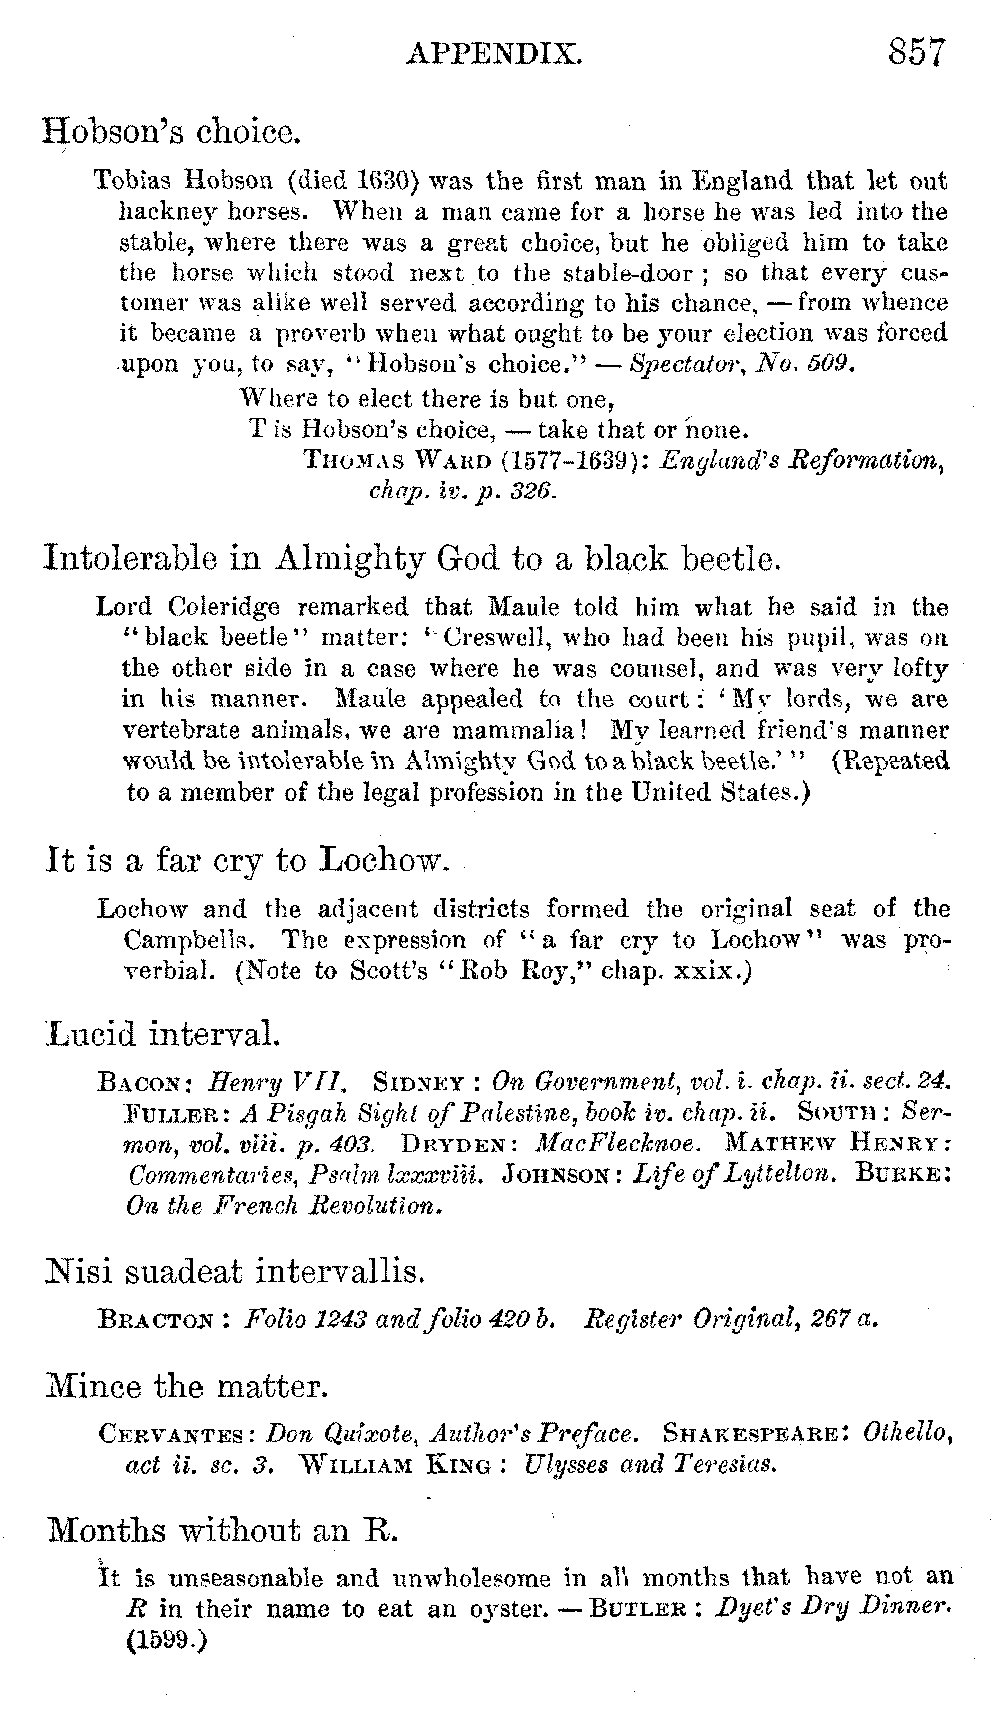 APPENDIX. 857
Hobson's choice.
Tobias Hobson (died 1630) was the first man in England that let out
hackney horses. When a man came for a horse he was led into the
stable, where there was a great choice, but he obliged him to take
the horse which stood next to the stable-door; so that every cus-
tomer was alike well served according to his chance, — from whence
it became a proverb when what ought to be your election was forced
upon you, to say, "Hobson's choice." — Spectator, No. 509.
Where to elect there is but one,
T is Hobson's choice, — take that or none.
THOMAS WARD (1577-1639): England's Reformation,
chap. iv. p. 326.
Intolerable in Almighty God to a black beetle.
Lord Coleridge remarked that Maule told him what he said in the
"black beetle" matter: "Creswell, who had been his pupil, was on
the other side in a case where he was counsel, and was very lofty
in his manner. Maule appealed to the court: 'My lords, we are
vertebrate animals, we are mammalia! My learned friend's manner
would be intolerable in Almighty God to a black beetle.'" (Repeated
to a member of the legal profession in the United States.)
It is a far cry to Lochow.
Lochow and the adjacent districts formed the original seat of the
Campbells. The expression of "a far cry to Lochow" was pro-
verbial. (Note to Scott's "Rob Roy," chap. xxix.)
Lucid interval.
BACON: Henry VII. SIDNEY: On Government, vol. i. chap. ii. sect. 24.
FULLER: A Pisgah Sight of Palestine, book iv. chap. ii. SOUTH: Ser-
mon, vol. viii. p. 403. DRYDEN: MacFlecknoe. MATHEW HENRY:
Commentaries, Psalm lxxxviii. JOHNSON: Life of Lyttelton. BURKE:
On the French Revolution.
Nisi suadeat intervallis.
BRACTON: Folio 1243 and folio 420 b. Register Original, 267 a.
Mince the matter.
CERVANTES: Don Quixote, Author's Preface. SHAKESPEARE: Othello,
act ii. sc. 3. WILLIAM KING: Ulysses and Teresias.
Months without an R.
It is unseasonable and unwholesome in all months that have not an
R in their name to eat an oyster. — BUTLER: Dyet's Dry Dinner.
(1599.)